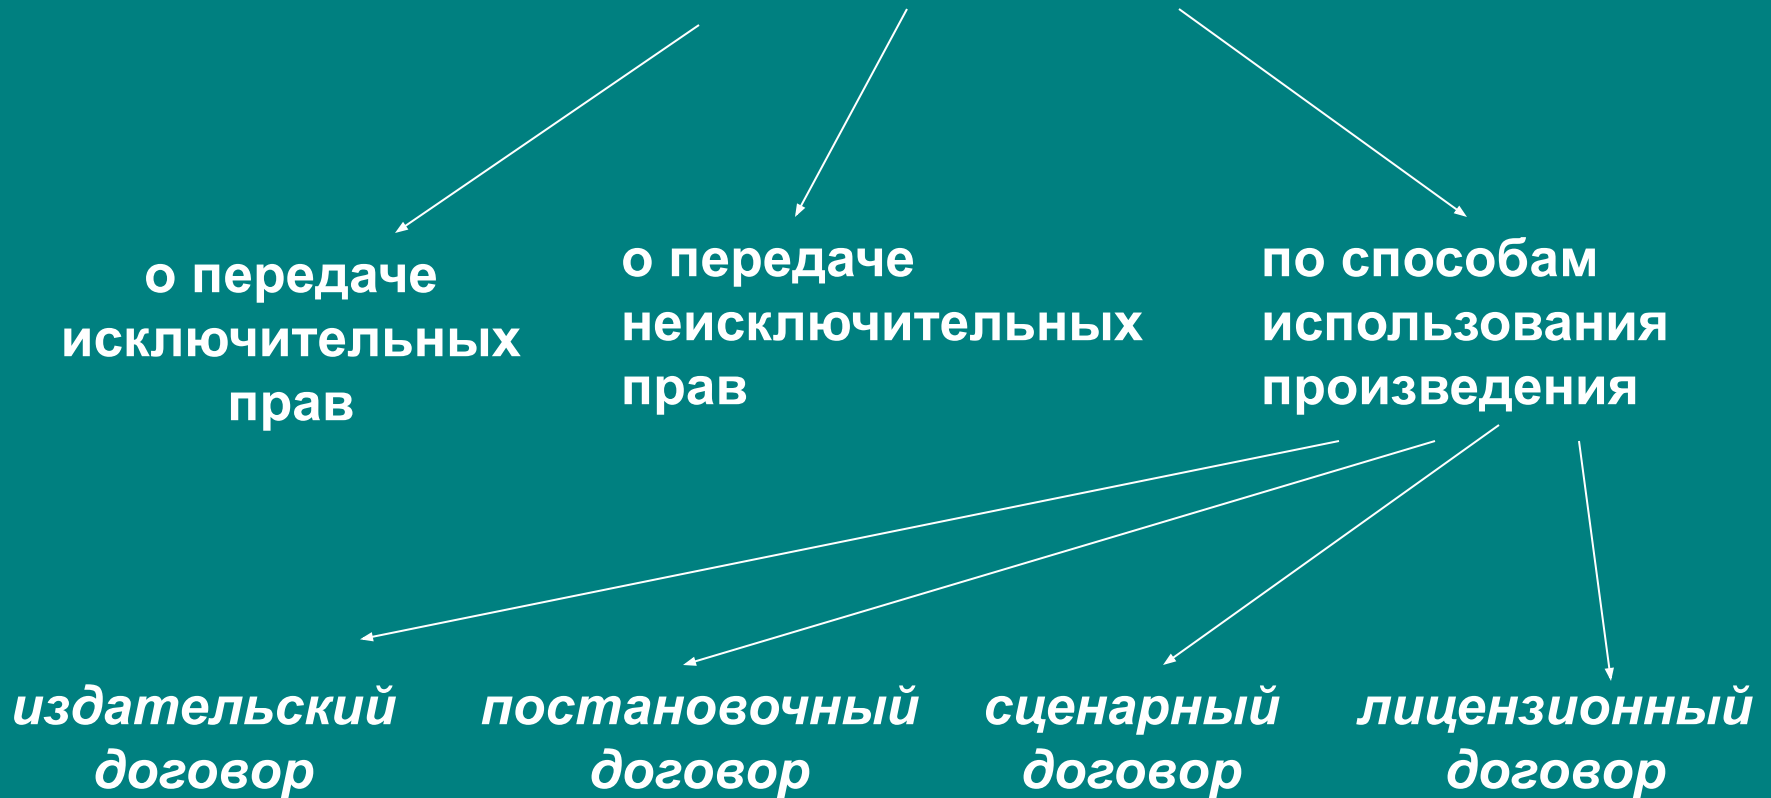 о передаче
исключительных
прав
о передаче
неисключительных
прав
по способам
использования
произведения
издательский
договор
постановочный
договор
сценарный
договор
лицензионный
договор